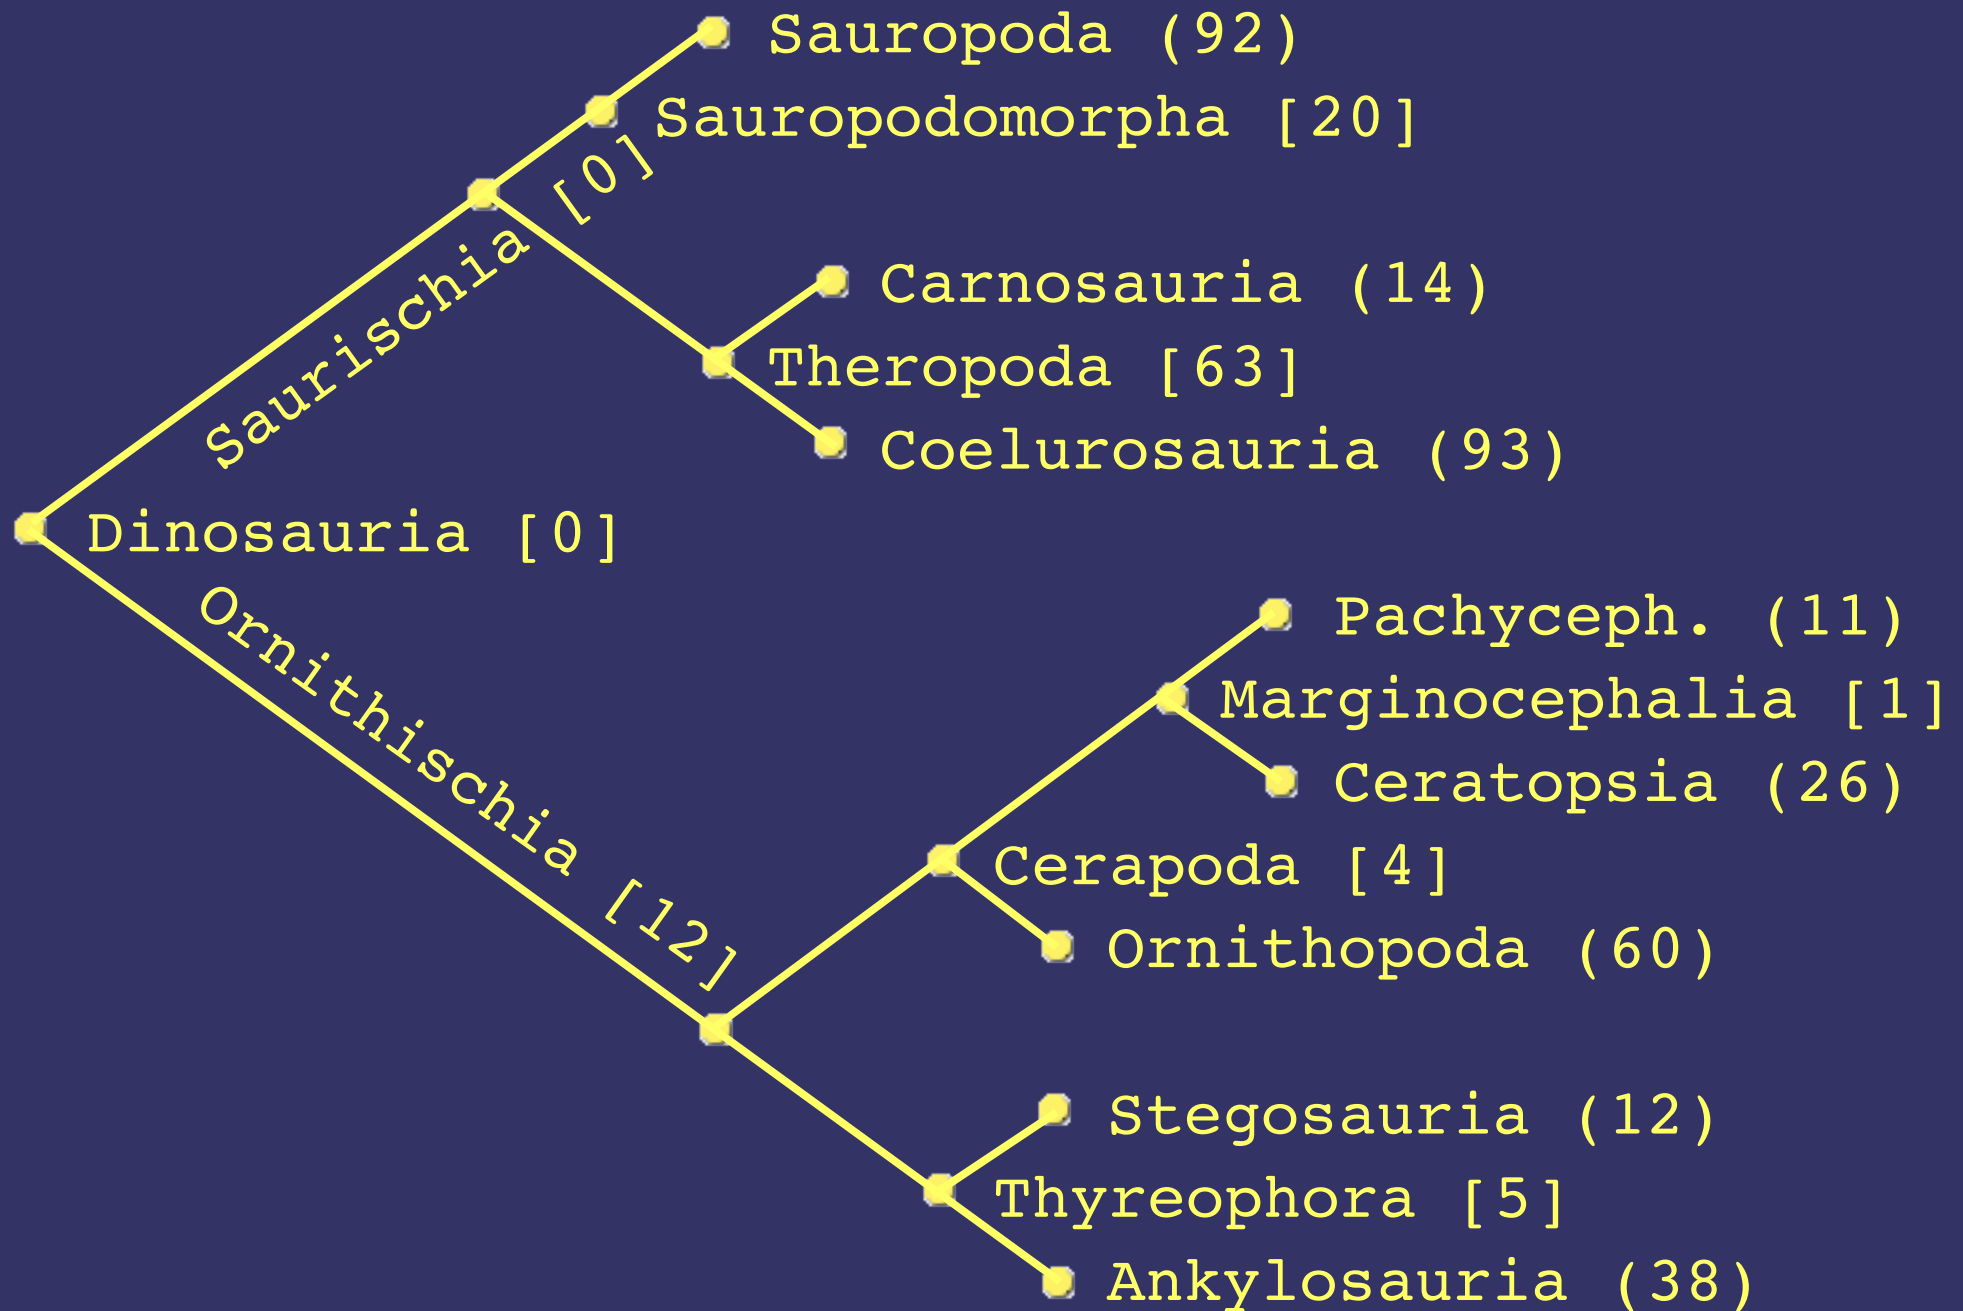 Sauropoda (92)
Sauropodomorpha [20]
Saurischia [0]
Carnosauria (14)
Theropoda [63]
Coelurosauria (93)
Dinosauria [0]
Ornithischia [12]
Pachyceph. (11)
Marginocephalia [1]
Ceratopsia (26)
Cerapoda [4]
Ornithopoda (60)
Stegosauria (12)
Thyreophora [5]
Ankylosauria (38)